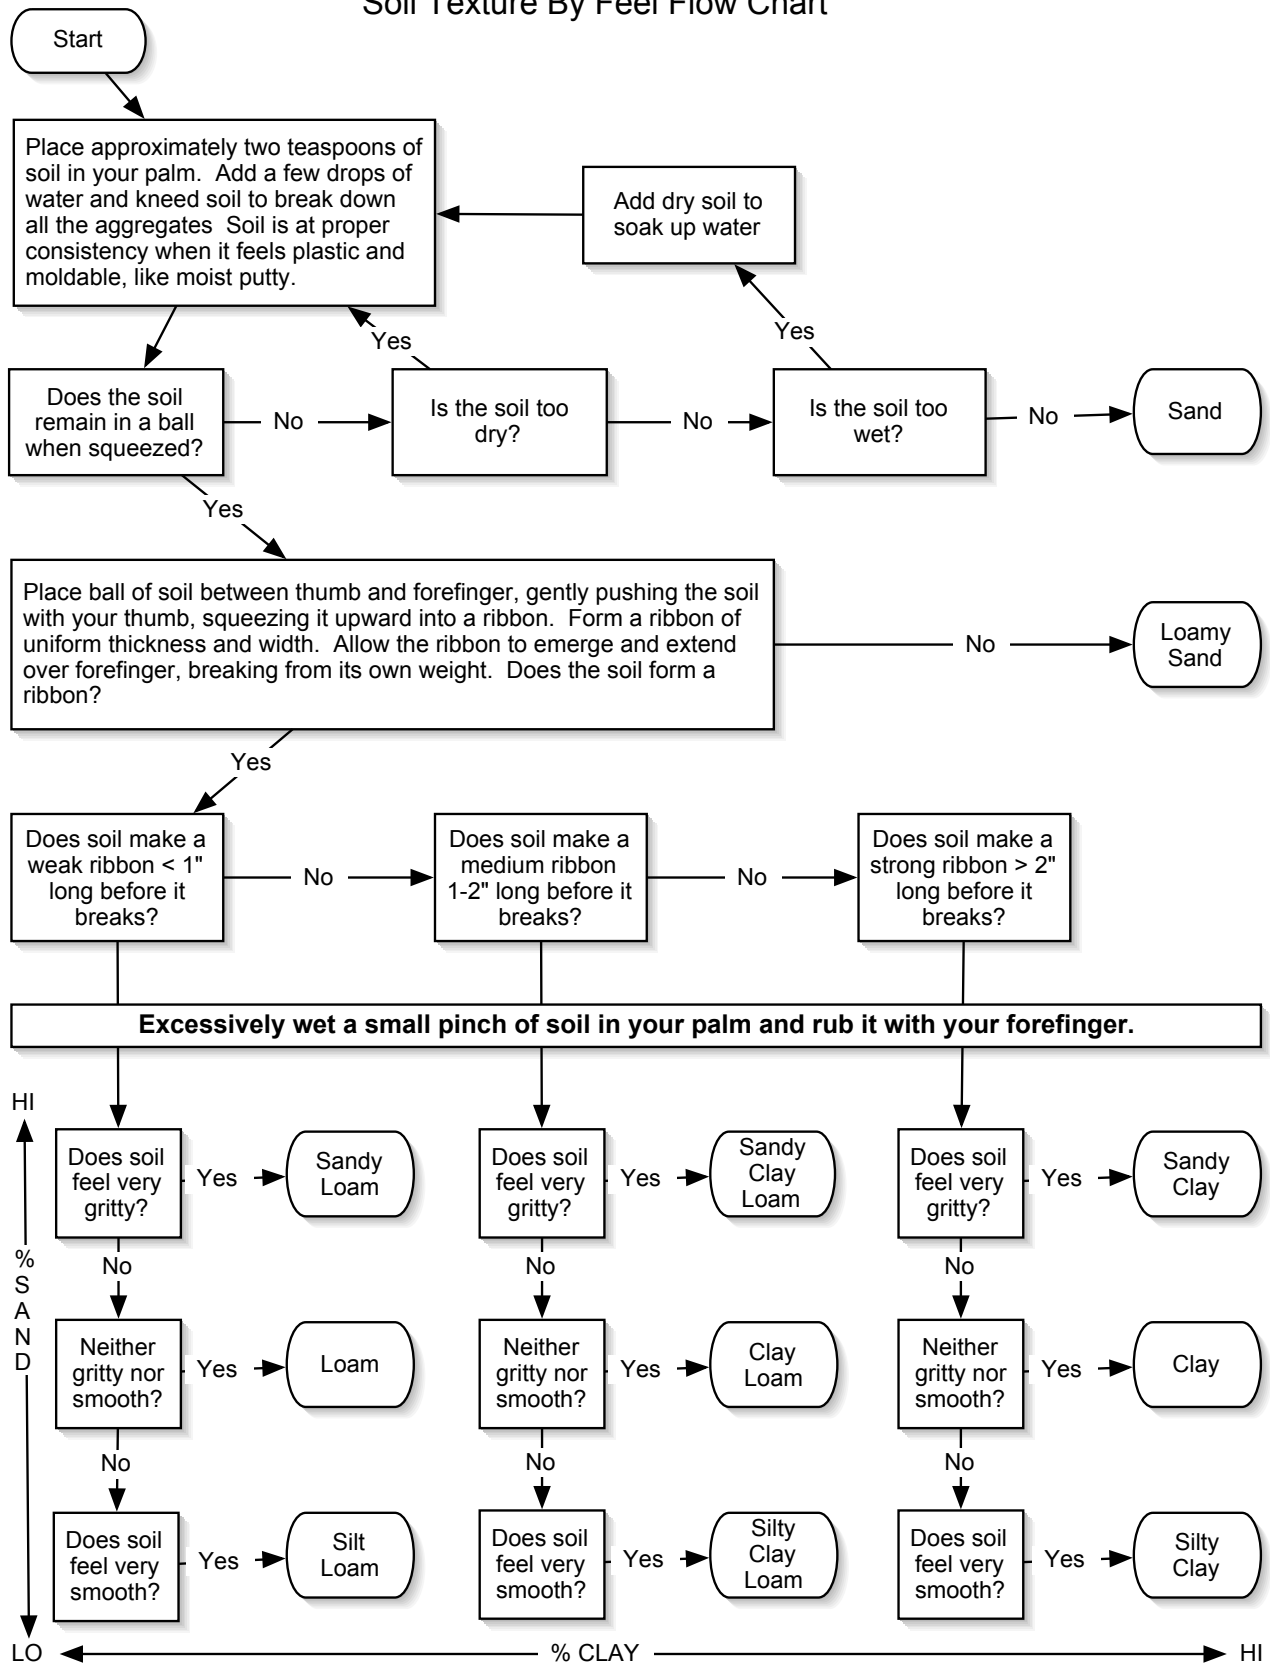 Soil Texture By Feel Flow Chart
Start
Place approximately two teaspoons of
soil in your palm.  Add a few drops of
water and kneed soil to break down
all the aggregates  Soil is at proper
consistency when it feels plastic and
moldable, like moist putty.
Add dry soil to
soak up water
Yes
Yes
Does the soil
remain in a ball
when squeezed?
No
Is the soil too
dry?
No
Is the soil too
wet?
No
Sand
Yes
Place ball of soil between thumb and forefinger, gently pushing the soil
with your thumb, squeezing it upward into a ribbon.  Form a ribbon of
uniform thickness and width.  Allow the ribbon to emerge and extend
over forefinger, breaking from its own weight.  Does the soil form a
ribbon?
No
Loamy
Sand
Yes
Does soil make a
weak ribbon < 1"
long before it
breaks?
No
Does soil make a
medium ribbon
1-2" long before it
breaks?
No
Does soil make a
strong ribbon > 2"
long before it
breaks?
Excessively wet a small pinch of soil in your palm and rub it with your forefinger.
HI
% SAND
Does soil
feel very
gritty?
Yes
Sandy
Loam
Does soil
feel very
gritty?
Yes
Sandy
Clay
Loam
Does soil
feel very
gritty?
Yes
Sandy
Clay
No
No
No
Neither
gritty nor
smooth?
Yes
Loam
Neither
gritty nor
smooth?
Yes
Clay
Loam
Neither
gritty nor
smooth?
Yes
Clay
No
No
No
Does soil
feel very
smooth?
Yes
Silt
Loam
Does soil
feel very
smooth?
Yes
Silty
Clay
Loam
Does soil
feel very
smooth?
Yes
Silty
Clay
LO
% CLAY
HI